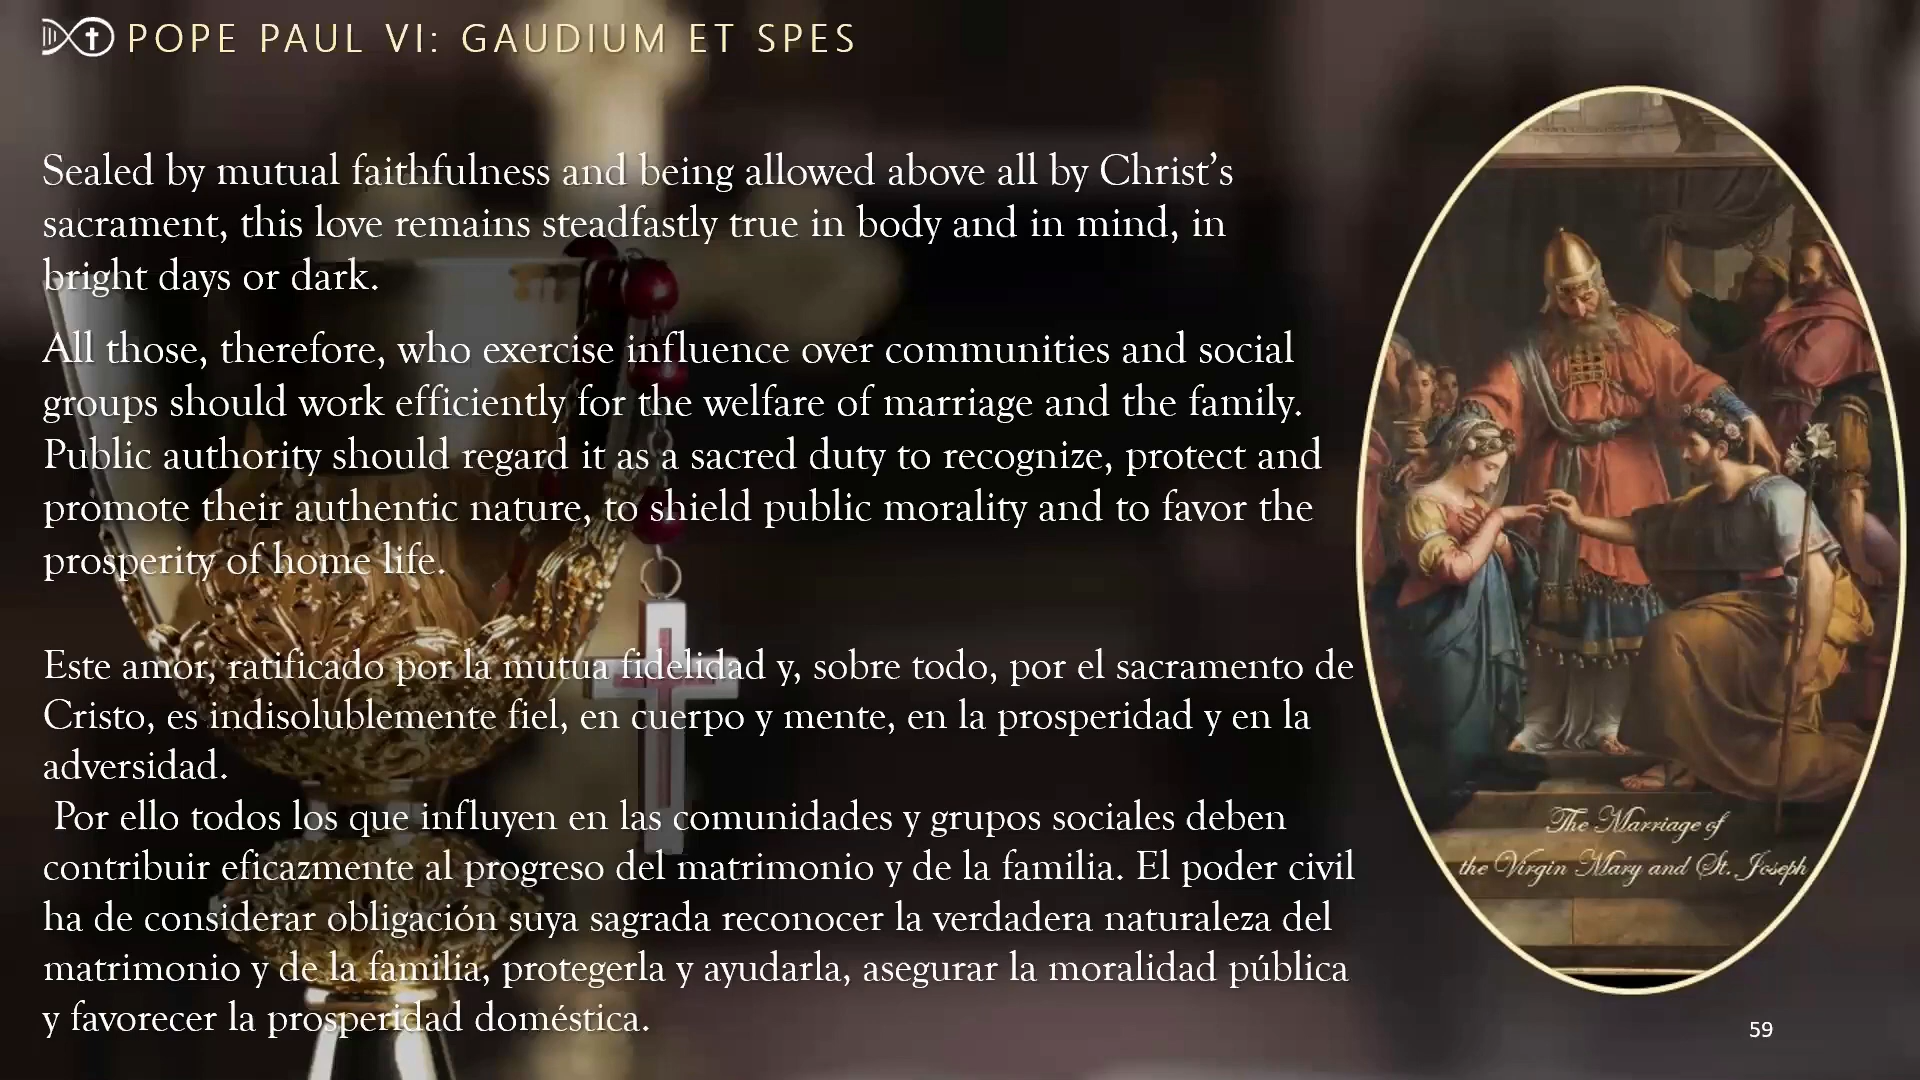 POPE PAUL VI: GAUDIUM ET SPES
Sealed by mutual faithfulness and being allowed above all by Christ's
sacrament, this love remains steadfastly true in body and in mind, in
bright days or dark.
All those, therefore, who exercise influence over communities and social
groups should work efficiently for the welfare of marriage and the family.
Public authority should regard it as a sacred duty to recognize, protect and
promote their authentic nature, to shield public morality and to favor the
prosperity of home life.
Este amor, ratificado por la mutua fidelidad y, sobre todo, por el sacramento de
Cristo, es indisolublemente fiel, en cuerpo y mente, en la prosperidad y en la
adversidad.
Por ello todos los que influyen en las comunidades y grupos sociales deben
contribuir eficazmente al progreso del matrimonio y de la familia. El poder civil
ha de considerar obligación suya sagrada reconocer la verdadera naturaleza del
matrimonio y de la familia, protegerla y ayudarla, asegurar la moralidad pública
y favorecer la prosperidad doméstica.
The Marriage of
the Virgin Mary and St. Joseph
59